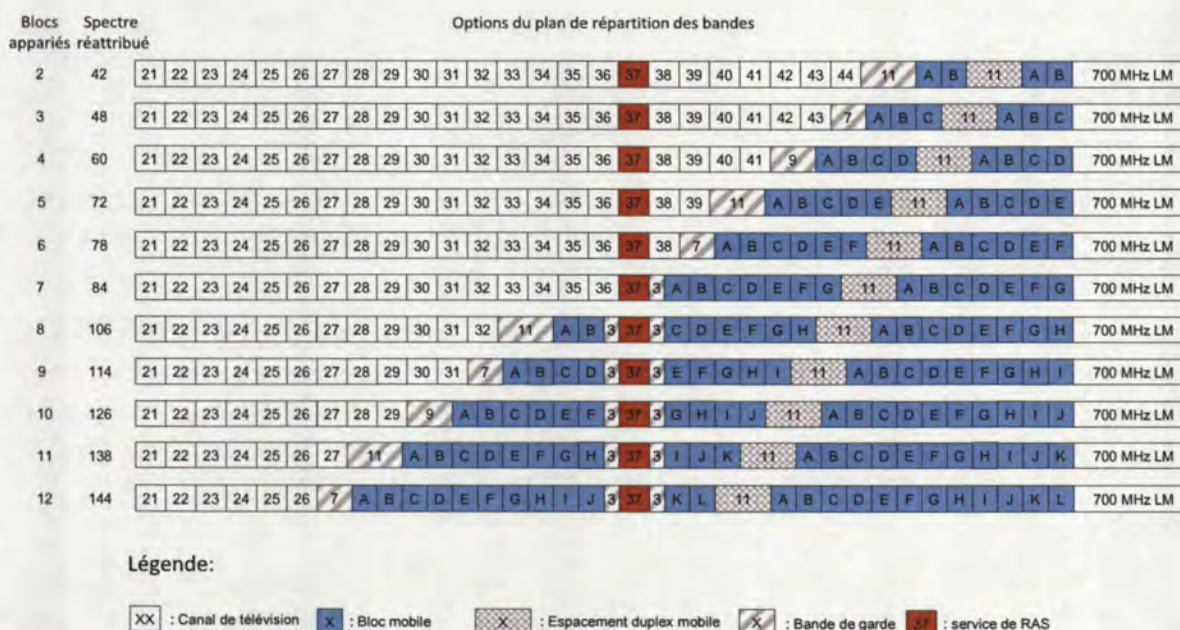 Blocs appariés Spectre réattribué Options du plan de répartition des bandes
2 42 21 22 23 24 25 26 27 28 29 30 31 32 33 34 35 36 37 38 39 40 41 42 43 44 11 A B 11 A B 700 MHz LM
3 48 21 22 23 24 25 26 27 28 29 30 31 32 33 34 35 36 37 38 39 40 41 42 43 7 A B C 11 A B C 700 MHz LM
4 60 21 22 23 24 25 26 27 28 29 30 31 32 33 34 35 36 37 38 39 40 41 9 A B C D 11 A B C D 700 MHz LM
5 72 21 22 23 24 25 26 27 28 29 30 31 32 33 34 35 36 37 38 39 11 A B C D E 11 A B C D E 700 MHz LM
6 78 21 22 23 24 25 26 27 28 29 30 31 32 33 34 35 36 37 38 7 A B C D E F 11 A B C D E F 700 MHz LM
7 84 21 22 23 24 25 26 27 28 29 30 31 32 33 34 35 36 37 3 A B C D E F G 11 A B C D E F G 700 MHz LM
8 106 21 22 23 24 25 26 27 28 29 30 31 32 11 A B 3 37 3 C D E F G H 11 A B C D E F G H 700 MHz LM
9 114 21 22 23 24 25 26 27 28 29 30 31 7 A B C D 3 37 3 E F G H I 11 A B C D E F G H I 700 MHz LM
10 126 21 22 23 24 25 26 27 28 29 9 A B C D E F 3 37 3 G H I J 11 A B C D E F G H I J 700 MHz LM
11 138 21 22 23 24 25 26 27 11 A B C D E F G H 3 37 3 I J K 11 A B C D E F G H I J K 700 MHz LM
12 144 21 22 23 24 25 26 7 A B C D E F G H I J 3 37 3 K L 11 A B C D E F G H I J K L 700 MHz LM
Légende:
XX : Canal de télévision X : Bloc mobile X : Espacement duplex mobile X : Bande de garde 37 : service de RAS